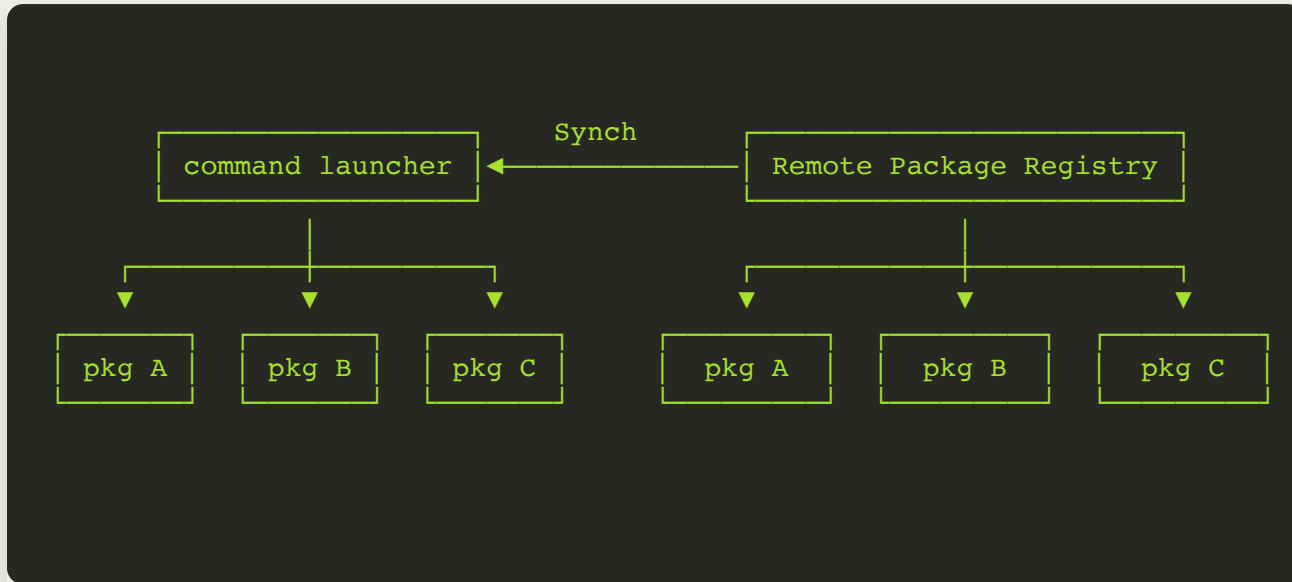 Synch
command launcher
Remote Package Registry
pkg A
pkg B
pkg C
pkg A
pkg B
pkg C